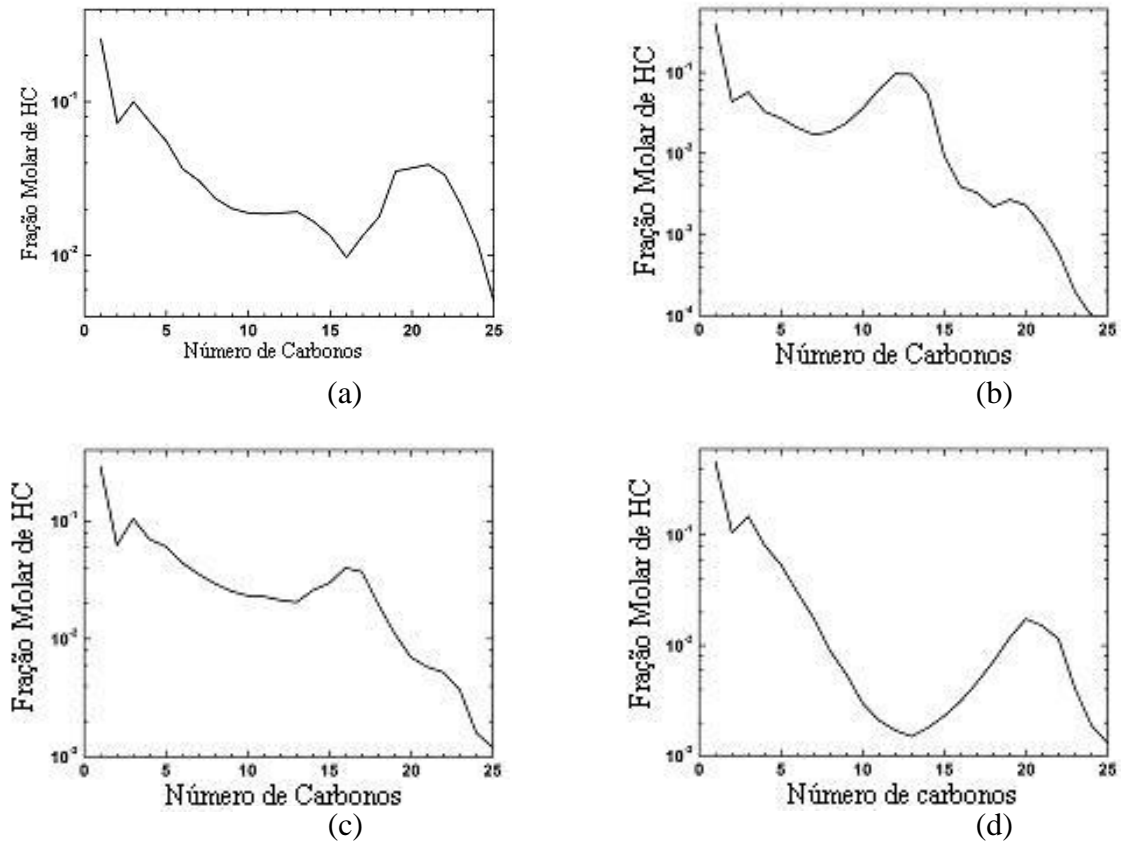 Fração Molar de HC
10⁻¹
10⁻²
0 5 10 15 20 25
Número de Carbonos
(a)
Fração Molar de HC
10⁻¹
10⁻²
10⁻³
10⁻⁴
0 5 10 15 20 25
Número de Carbonos
(b)
Fração Molar de HC
10⁻¹
10⁻²
10⁻³
0 5 10 15 20 25
Número de Carbonos
(c)
Fração Molar de HC
10⁻¹
10⁻²
10⁻³
0 5 10 15 20 25
Número de carbonos
(d)